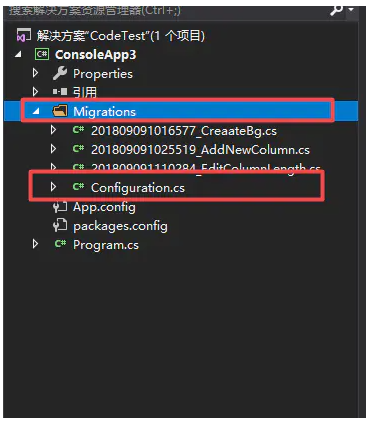 搜索解决方案资源管理器(Ctrl+;)
解决方案"CodeTest"(1 个项目)
C# ConsoleApp3
Properties
引用
Migrations
C# 201809091016577_CreaateBg.cs
C# 201809091025519_AddNewColumn.cs
C# 201809091110284_EditColumnLength.cs
C# Configuration.cs
App.config
packages.config
C# Program.cs